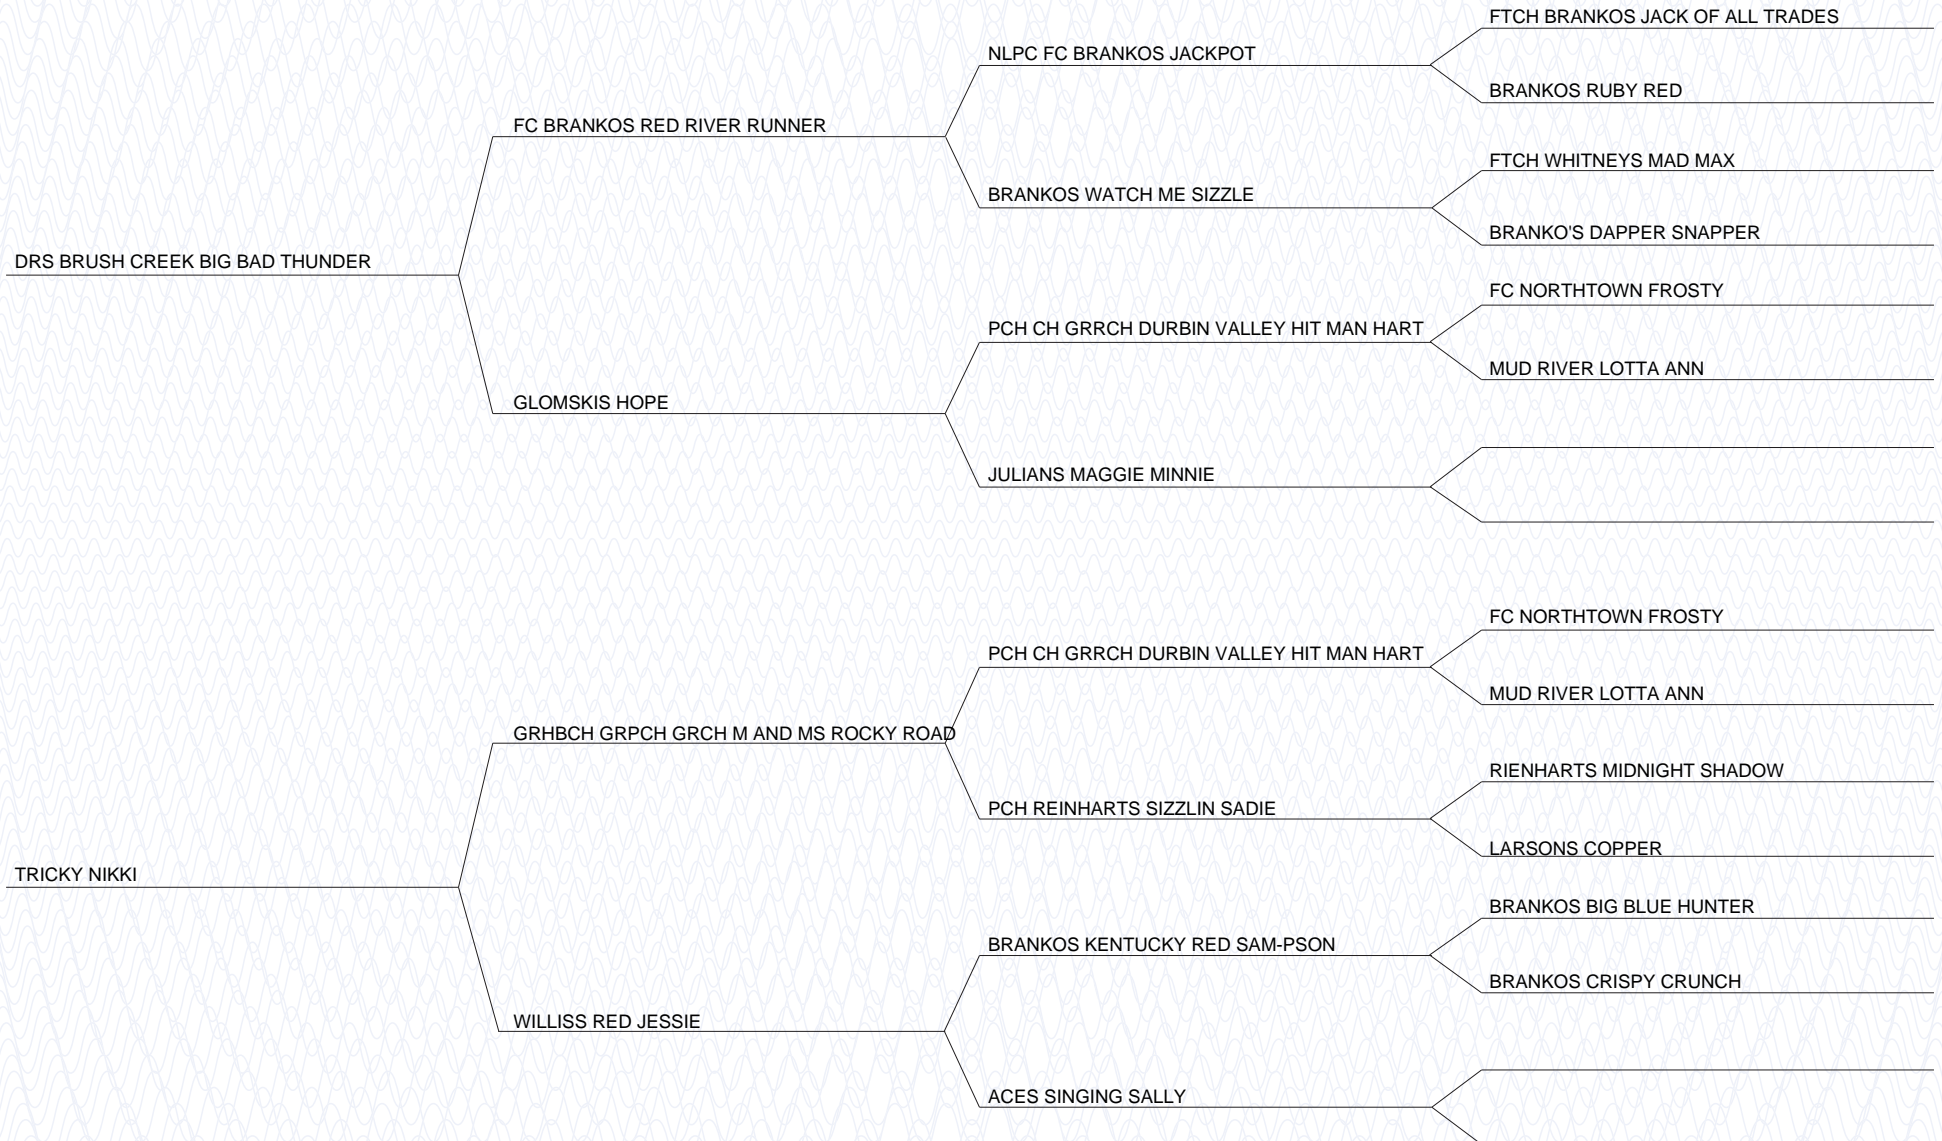 FTCH BRANKOS JACK OF ALL TRADES
NLPC FC BRANKOS JACKPOT
BRANKOS RUBY RED
FC BRANKOS RED RIVER RUNNER
FTCH WHITNEYS MAD MAX
BRANKOS WATCH ME SIZZLE
BRANKO'S DAPPER SNAPPER
DRS BRUSH CREEK BIG BAD THUNDER
FC NORTHTOWN FROSTY
PCH CH GRRCH DURBIN VALLEY HIT MAN HART
MUD RIVER LOTTA ANN
GLOMSKIS HOPE
JULIANS MAGGIE MINNIE
FC NORTHTOWN FROSTY
PCH CH GRRCH DURBIN VALLEY HIT MAN HART
MUD RIVER LOTTA ANN
GRHBCH GRPCH GRCH M AND MS ROCKY ROAD
RIENHARTS MIDNIGHT SHADOW
PCH REINHARTS SIZZLIN SADIE
LARSONS COPPER
TRICKY NIKKI
BRANKOS BIG BLUE HUNTER
BRANKOS KENTUCKY RED SAM-PSON
BRANKOS CRISPY CRUNCH
WILLISS RED JESSIE
ACES SINGING SALLY